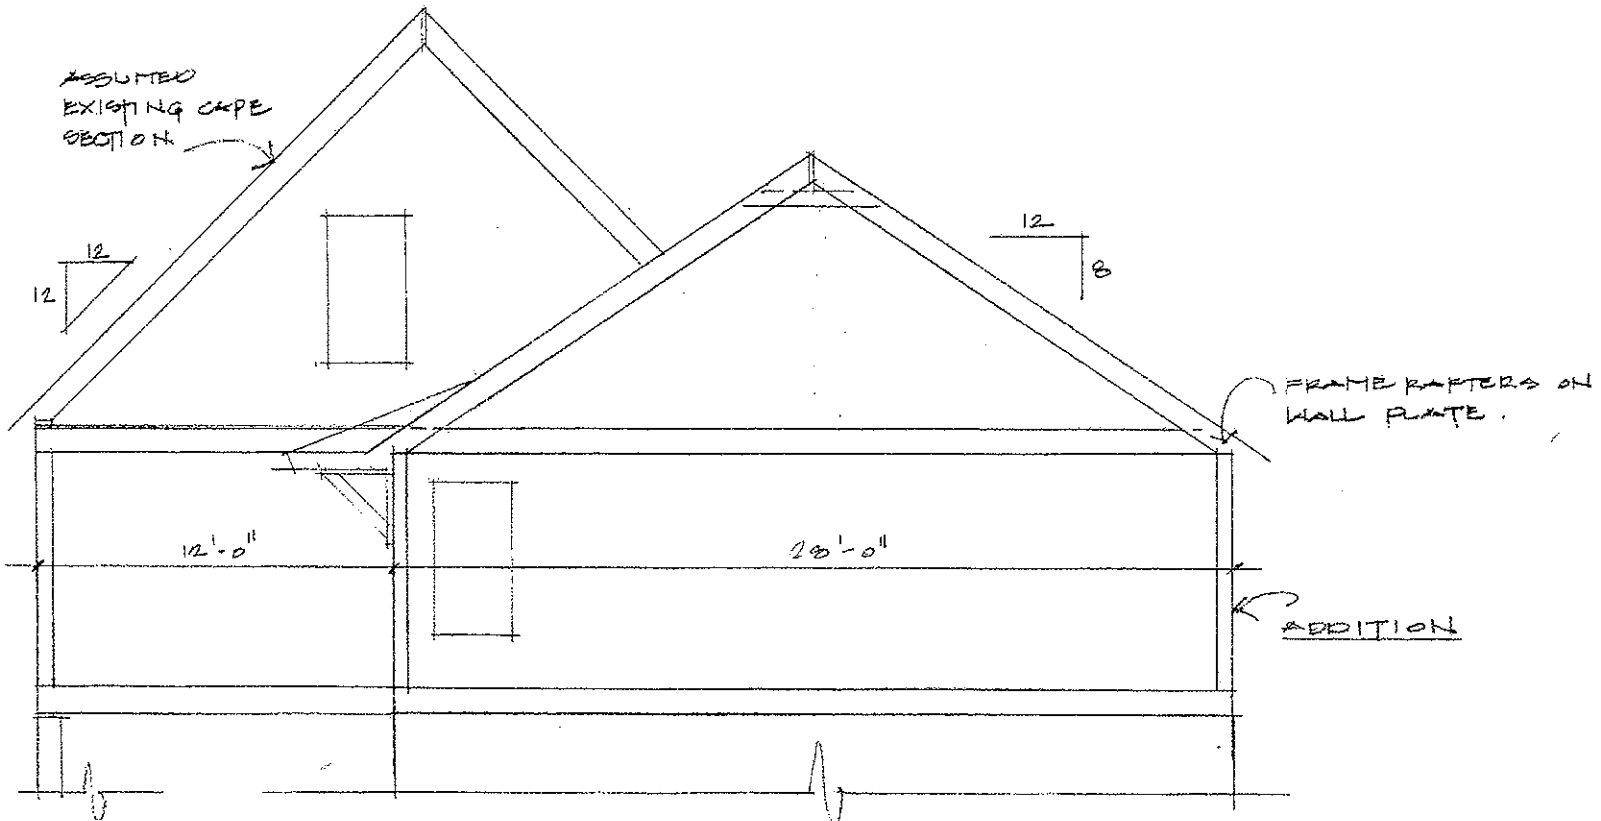 ASSUMED
EXISTING CAPE
SECTION
12
12
12
8
FRAME RAFTERS ON
WALL PLATE.
12'-0"
28'-0"
ADDITION